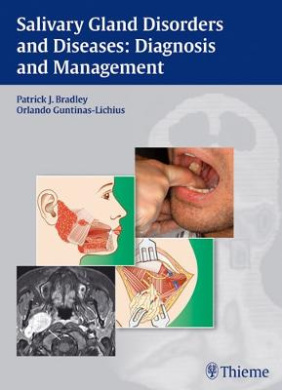 Salivary Gland Disorders
and Diseases: Diagnosis
and Management
Patrick J. Bradley
Orlando Guntinas-Lichius
Thieme